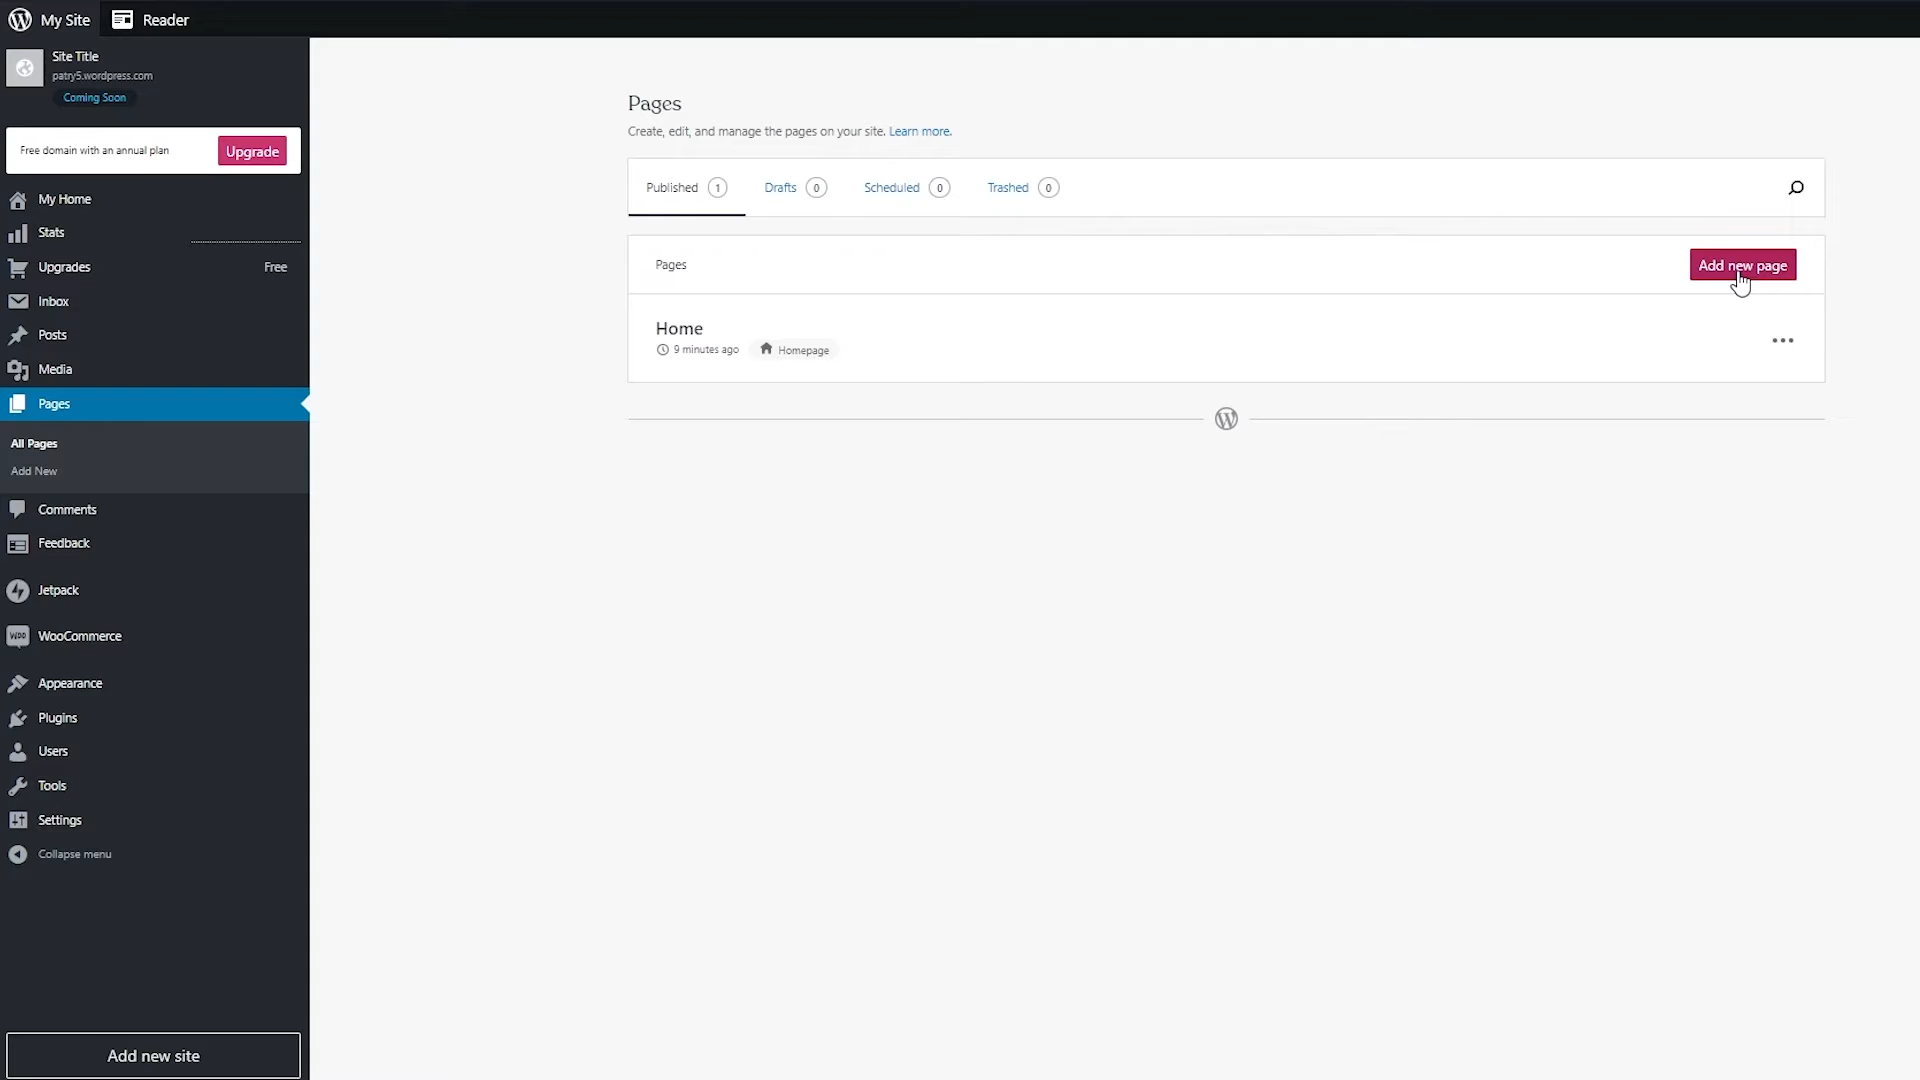 My Site
Reader
Site Title
patry5.wordpress.com
Coming Soon
Free domain with an annual plan
Upgrade
My Home
Stats
Upgrades
Free
Inbox
Posts
Media
Pages
All Pages
Add New
Comments
Feedback
Jetpack
Woo
WooCommerce
Appearance
Plugins
Users
Tools
Settings
Collapse menu
Add new site
Pages
Create, edit, and manage the pages on your site. Learn more.
Published 1
Drafts 0
Scheduled 0
Trashed 0
Pages
Add new page
Home
9 minutes ago
Homepage